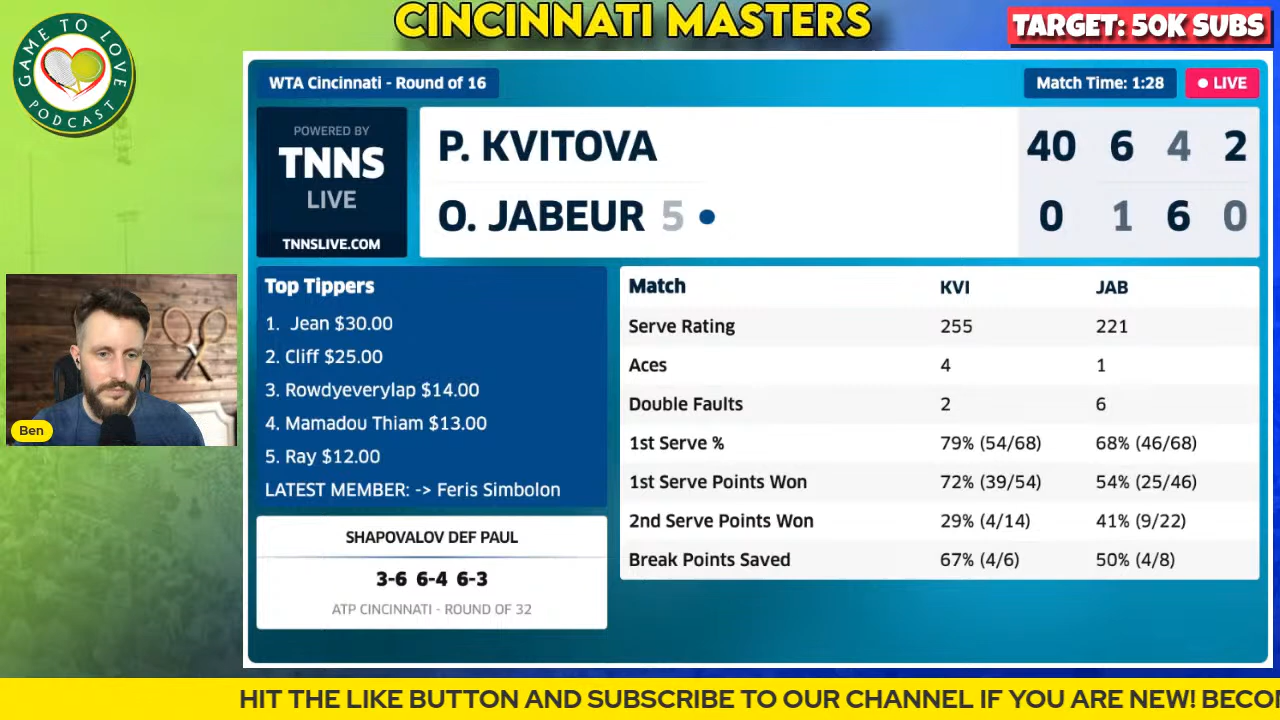 GAME TO LOVE
PODCAST
CINCINNATI MASTERS
TARGET: 50K SUBS
WTA Cincinnati - Round of 16
Match Time: 1:28
LIVE
POWERED BY
TNNS
LIVE
TNNSLIVE.COM
P. KVITOVA 40 6 4 2
O. JABEUR 5 0 1 6 0
Top Tippers
1. Jean $30.00
2. Cliff $25.00
3. Rowdyeverylap $14.00
4. Mamadou Thiam $13.00
5. Ray $12.00
LATEST MEMBER: -> Feris Simbolon
SHAPOVALOV DEF PAUL
3-6 6-4 6-3
ATP CINCINNATI - ROUND OF 32
Match KVI JAB
Serve Rating 255 221
Aces 4 1
Double Faults 2 6
1st Serve % 79% (54/68) 68% (46/68)
1st Serve Points Won 72% (39/54) 54% (25/46)
2nd Serve Points Won 29% (4/14) 41% (9/22)
Break Points Saved 67% (4/6) 50% (4/8)
Ben
HIT THE LIKE BUTTON AND SUBSCRIBE TO OUR CHANNEL IF YOU ARE NEW! BECO